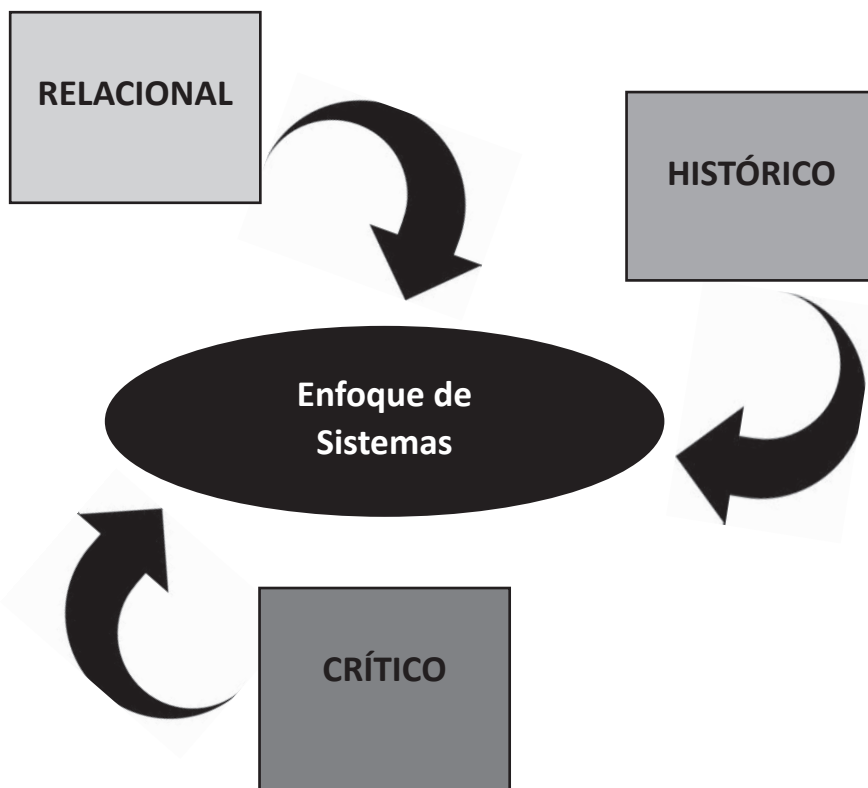 RELACIONAL
HISTÓRICO
Enfoque de
Sistemas
CRÍTICO